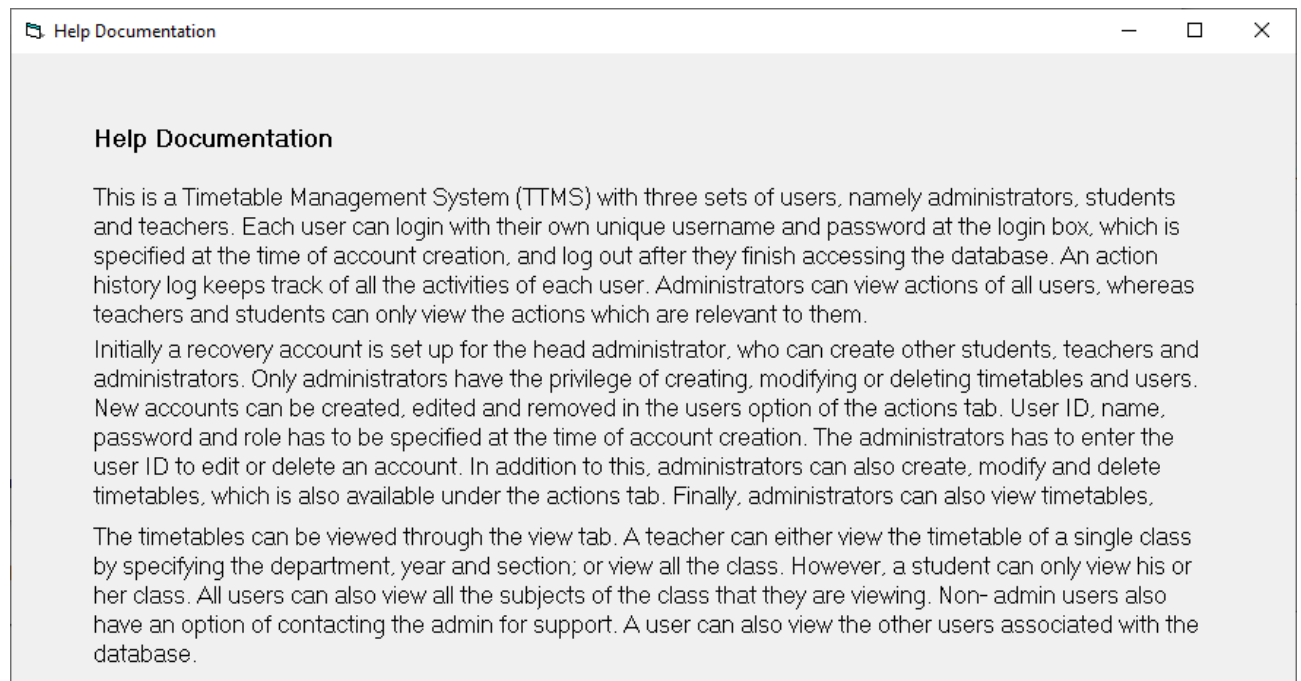 Help Documentation
Help Documentation
This is a Timetable Management System (TTMS) with three sets of users, namely administrators, students
and teachers. Each user can login with their own unique username and password at the login box, which is
specified at the time of account creation, and log out after they finish accessing the database. An action
history log keeps track of all the activities of each user. Administrators can view actions of all users, whereas
teachers and students can only view the actions which are relevant to them.
Initially a recovery account is set up for the head administrator, who can create other students, teachers and
administrators. Only administrators have the privilege of creating, modifying or deleting timetables and users.
New accounts can be created, edited and removed in the users option of the actions tab. User ID, name,
password and role has to be specified at the time of account creation. The administrators has to enter the
user ID to edit or delete an account. In addition to this, administrators can also create, modify and delete
timetables, which is also available under the actions tab. Finally, administrators can also view timetables,
The timetables can be viewed through the view tab. A teacher can either view the timetable of a single class
by specifying the department, year and section; or view all the class. However, a student can only view his or
her class. All users can also view all the subjects of the class that they are viewing. Non- admin users also
have an option of contacting the admin for support. A user can also view the other users associated with the
database.